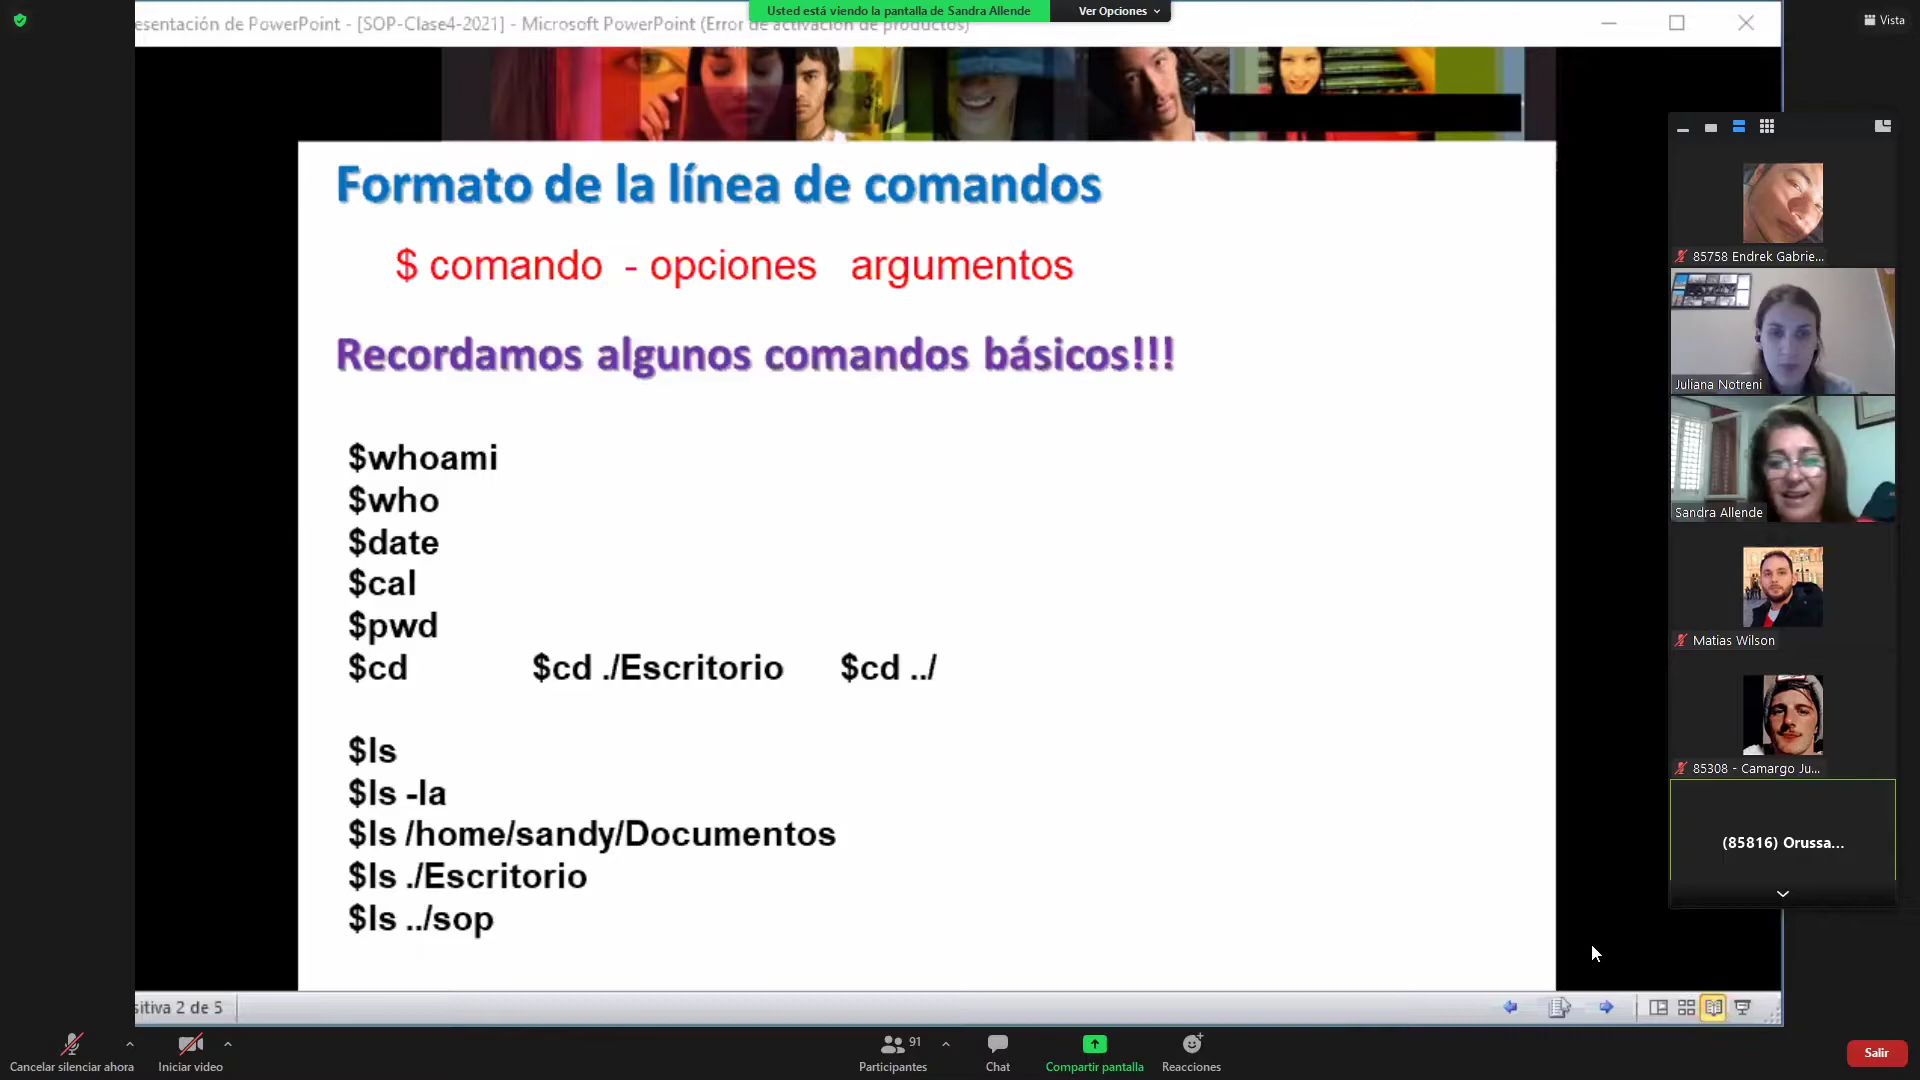 esentación de PowerPoint - [SOP-Clase4-2021] - Microsoft PowerPoint (Error de activación de productos)
Usted está viendo la pantalla de Sandra Allende
Ver Opciones
Vista
Formato de la línea de comandos
$ comando - opciones argumentos
Recordamos algunos comandos básicos!!!
$whoami
$who
$date
$cal
$pwd
$cd $cd ./Escritorio $cd ../
$ls
$ls -la
$ls /home/sandy/Documentos
$ls ./Escritorio
$ls ../sop
85758 Endrek Gabrie...
Juliana Notreni
Sandra Allende
Matias Wilson
85308 - Camargo Ju...
(85816) Orussa...
sitiva 2 de 5
Cancelar silenciar ahora
Iniciar video
91
Participantes
Chat
Compartir pantalla
Reacciones
Salir